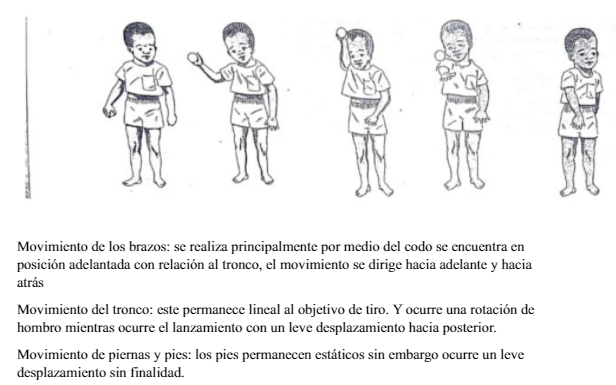 Movimiento de los brazos: se realiza principalmente por medio del codo se encuentra en
posición adelantada con relación al tronco, el movimiento se dirige hacia adelante y hacia
atrás
Movimiento del tronco: este permanece lineal al objetivo de tiro. Y ocurre una rotación de
hombro mientras ocurre el lanzamiento con un leve desplazamiento hacia posterior.
Movimiento de piernas y pies: los pies permanecen estáticos sin embargo ocurre un leve
desplazamiento sin finalidad.